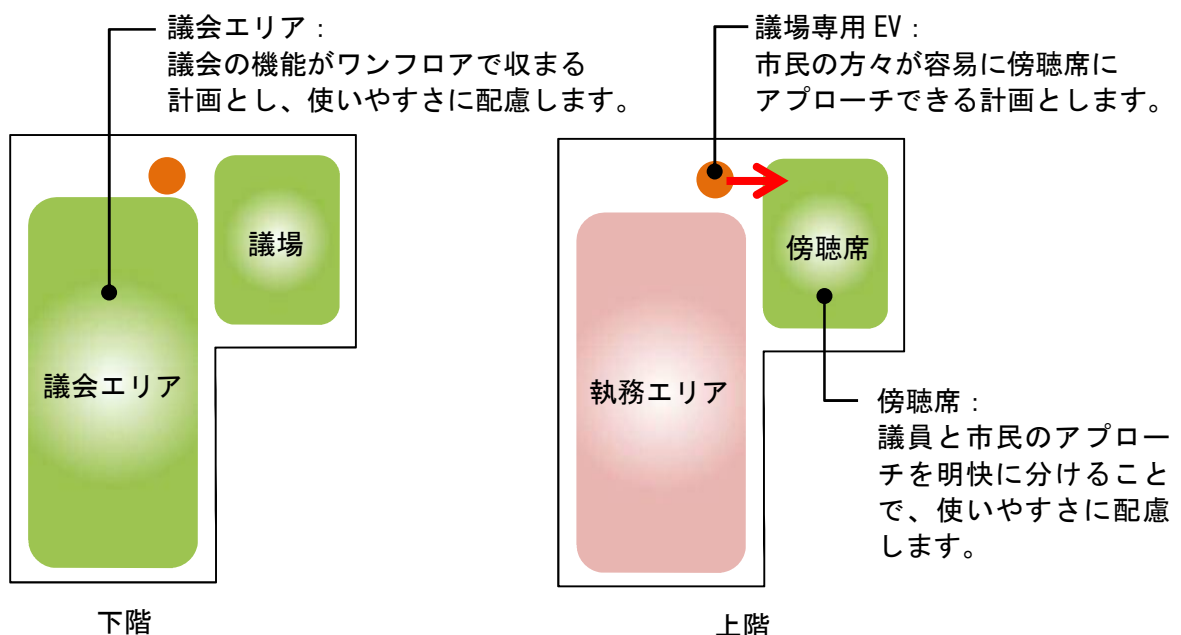 議会エリア：
議会の機能がワンフロアで収まる
計画とし、使いやすさに配慮します。
議場専用 EV：
市民の方々が容易に傍聴席に
アプローチできる計画とします。
議場
議会エリア
下階
傍聴席
執務エリア
傍聴席：
議員と市民のアプロー
チを明快に分けること
で、使いやすさに配慮
します。
上階